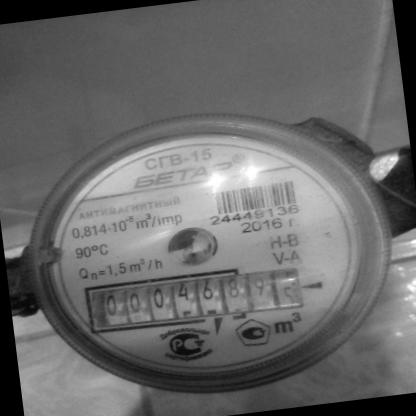 СГВ-15
БЕТАР®
АНТИМАГНИТНЫЙ
0,814·10⁻⁵ m³/imp
24449136
2016 г.
90°C
H-B
V-A
Qn=1,5 m³/h
0004689
m³